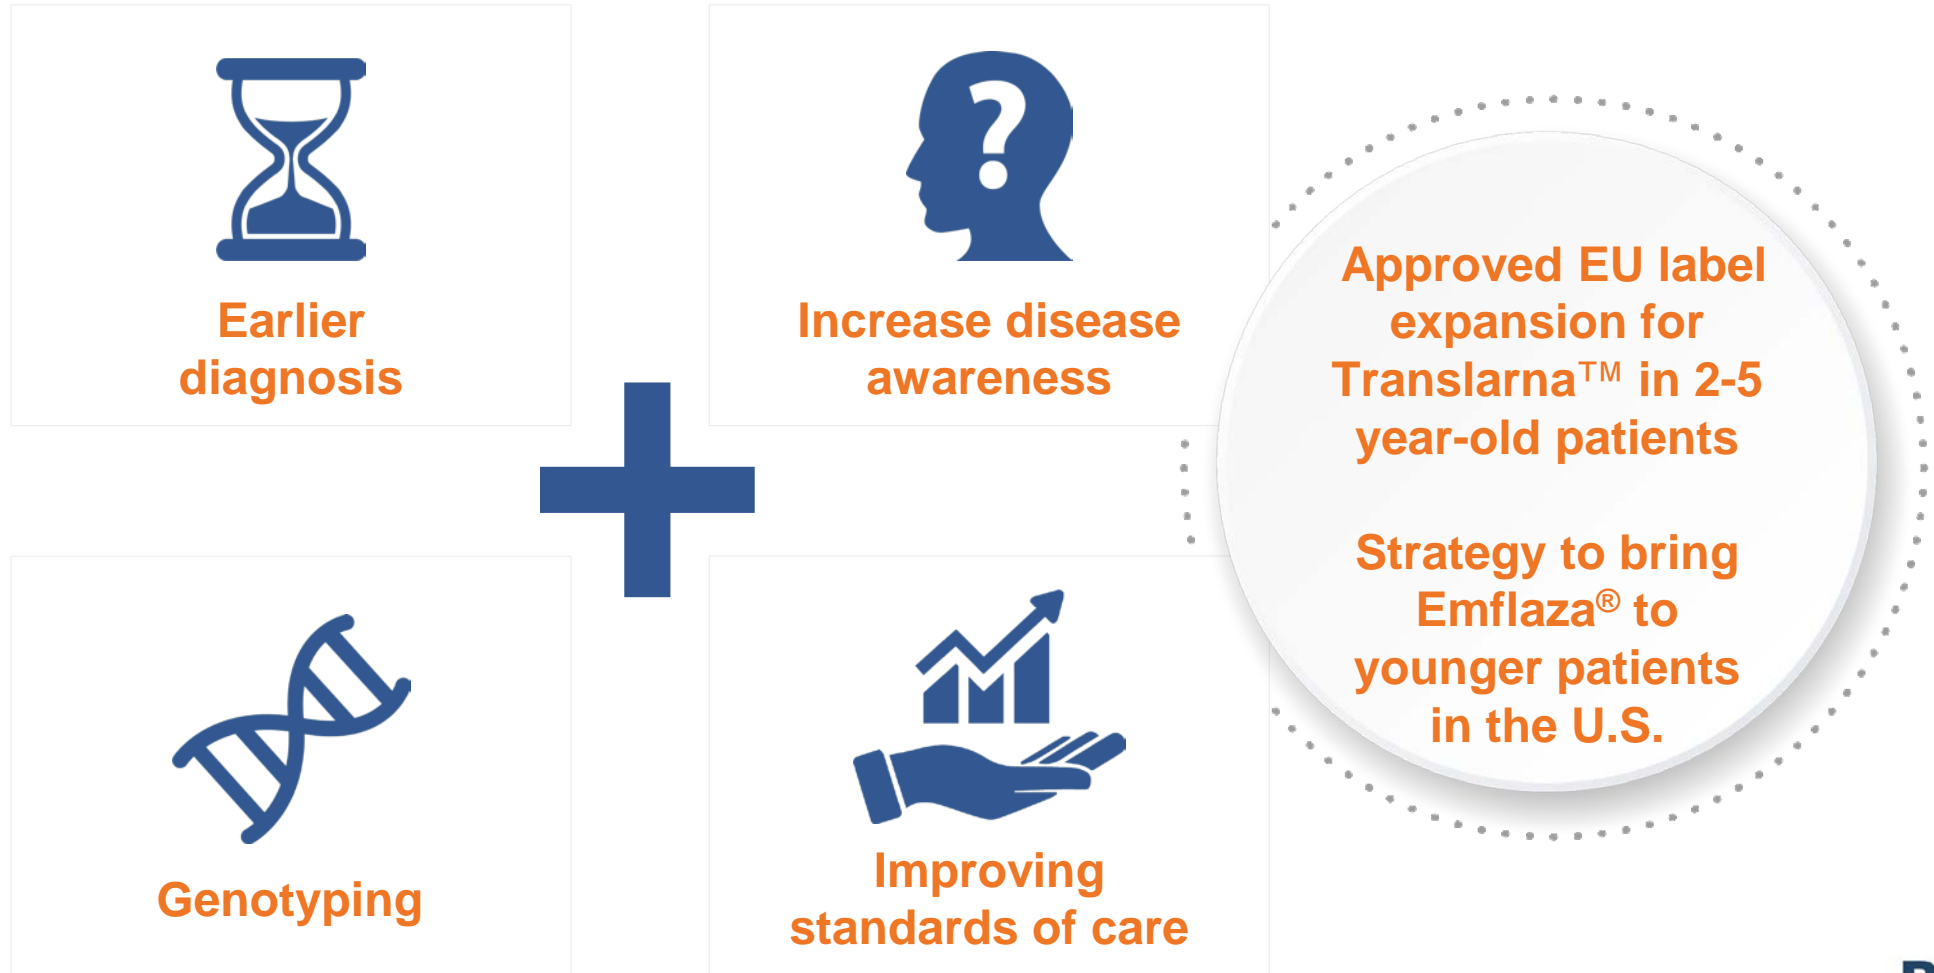 Earlier
diagnosis
Increase disease
awareness
Genotyping
Improving
standards of care
Approved EU label
expansion for
Translarna™ in 2-5
year-old patients
Strategy to bring
Emflaza® to
younger patients
in the U.S.